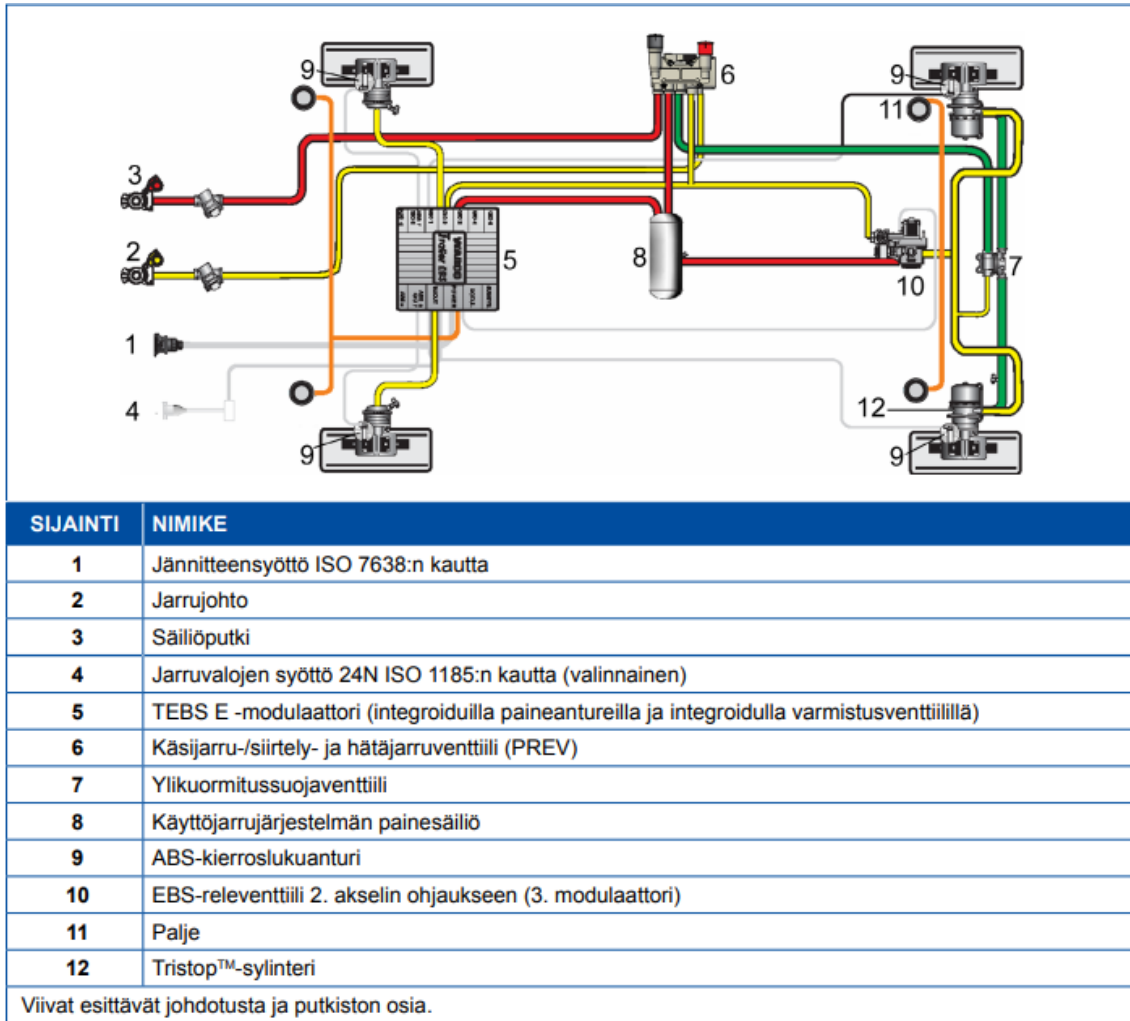 9
6
9
11
3
2
5
8
10
7
WABCO
Trailer EBS
1
4
12
9
9
SIJAINTI NIMIKE
1 Jännitteensyöttö ISO 7638:n kautta
2 Jarrujohto
3 Säiliöputki
4 Jarruvalojen syöttö 24N ISO 1185:n kautta (valinnainen)
5 TEBS E -modulaattori (integroiduilla paineantureilla ja integroidulla varmistusventtiilillä)
6 Käsijarru-/siirtely- ja hätäjarruventtiili (PREV)
7 Ylikuormitussuojaventtiili
8 Käyttöjarrujärjestelmän painesäiliö
9 ABS-kierroslukuanturi
10 EBS-releventtiili 2. akselin ohjaukseen (3. modulaattori)
11 Palje
12 Tristop™-sylinteri
Viivat esittävät johdotusta ja putkiston osia.